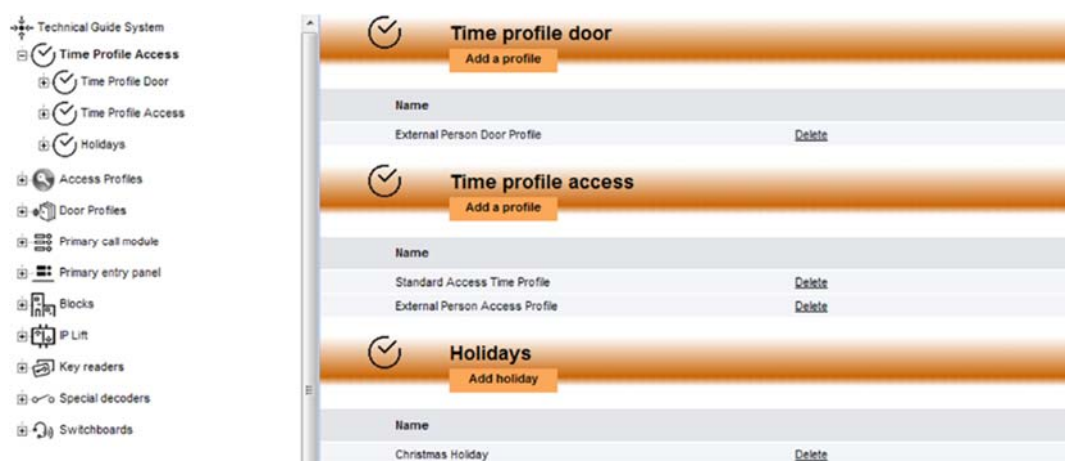 Technical Guide System
Time Profile Access
Time Profile Door
Time Profile Access
Holidays
Access Profiles
Door Profiles
Primary call module
Primary entry panel
Blocks
IP Lift
Key readers
Special decoders
Switchboards
Time profile door
Add a profile
Name
External Person Door Profile Delete
Time profile access
Add a profile
Name
Standard Access Time Profile Delete
External Person Access Profile Delete
Holidays
Add holiday
Name
Christmas Holiday Delete